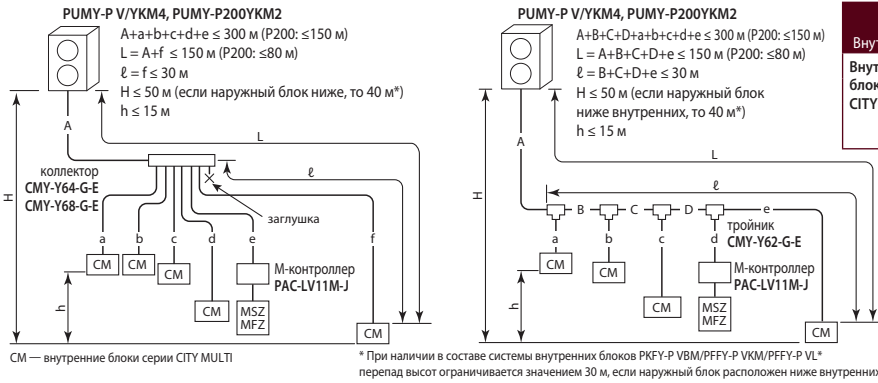 PUMY-P V/YKM4, PUMY-P200YKM2
A+a+b+c+d+e ≤ 300 м (P200: ≤150 м)
L = A+f ≤ 150 м (P200: ≤80 м)
ℓ = f ≤ 30 м
H ≤ 50 м (если наружный блок ниже, то 40 м*)
h ≤ 15 м
A
L
H
коллектор
CMY-Y64-G-E
CMY-Y68-G-E
ℓ
заглушка
a
b
c
d
e
f
CM
CM
CM
М-контроллер
PAC-LV11M-J
h
MSZ
MFZ
CM
CM — внутренние блоки серии CITY MULTI
PUMY-P V/YKM4, PUMY-P200YKM2
A+B+C+D+a+b+c+d+e ≤ 300 м (P200: ≤150 м)
L = A+B+C+D+e ≤ 150 м (P200: ≤80 м)
ℓ = B+C+D+e ≤ 30 м
H ≤ 50 м (если наружный блок
ниже внутренних, то 40 м*)
h ≤ 15 м
A
L
H
ℓ
B
C
D
e
тройник
CMY-Y62-G-E
a
b
c
d
CM
CM
CM
М-контроллер
PAC-LV11M-J
h
MSZ
MFZ
CM
* При наличии в составе системы внутренних блоков PKFY-P VBM/PFFY-P VKM/PFFY-P VL*
перепад высот ограничивается значением 30 м, если наружный блок расположен ниже внутренних
Внут
Внут
блок
CITY